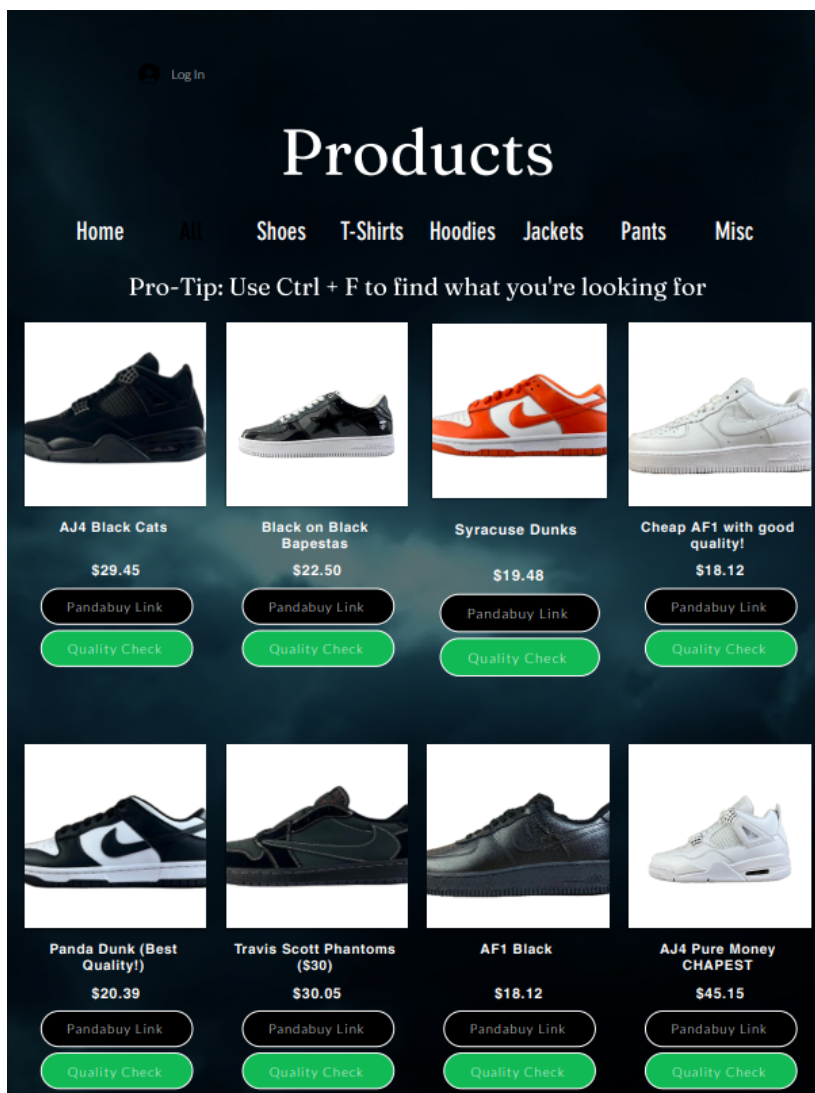 Log In
Products
Home All Shoes T-Shirts Hoodies Jackets Pants Misc
Pro-Tip: Use Ctrl + F to find what you're looking for
AJ4 Black Cats
$29.45
Pandabuy Link
Quality Check
Black on Black
Bapestas
$22.50
Pandabuy Link
Quality Check
Syracuse Dunks
$19.48
Pandabuy Link
Quality Check
Cheap AF1 with good
quality!
$18.12
Pandabuy Link
Quality Check
Panda Dunk (Best
Quality!)
$20.39
Pandabuy Link
Quality Check
Travis Scott Phantoms
($30)
$30.05
Pandabuy Link
Quality Check
AF1 Black
$18.12
Pandabuy Link
Quality Check
AJ4 Pure Money
CHAPEST
$45.15
Pandabuy Link
Quality Check